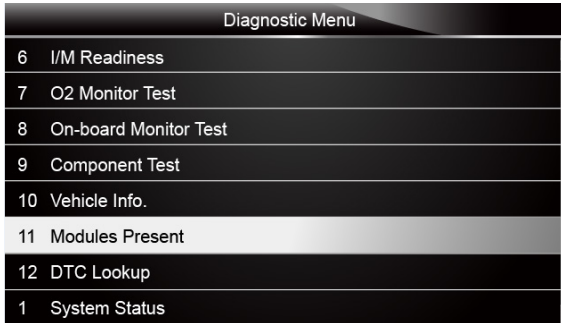 Diagnostic Menu
6 I/M Readiness
7 O2 Monitor Test
8 On-board Monitor Test
9 Component Test
10 Vehicle Info.
11 Modules Present
12 DTC Lookup
1 System Status